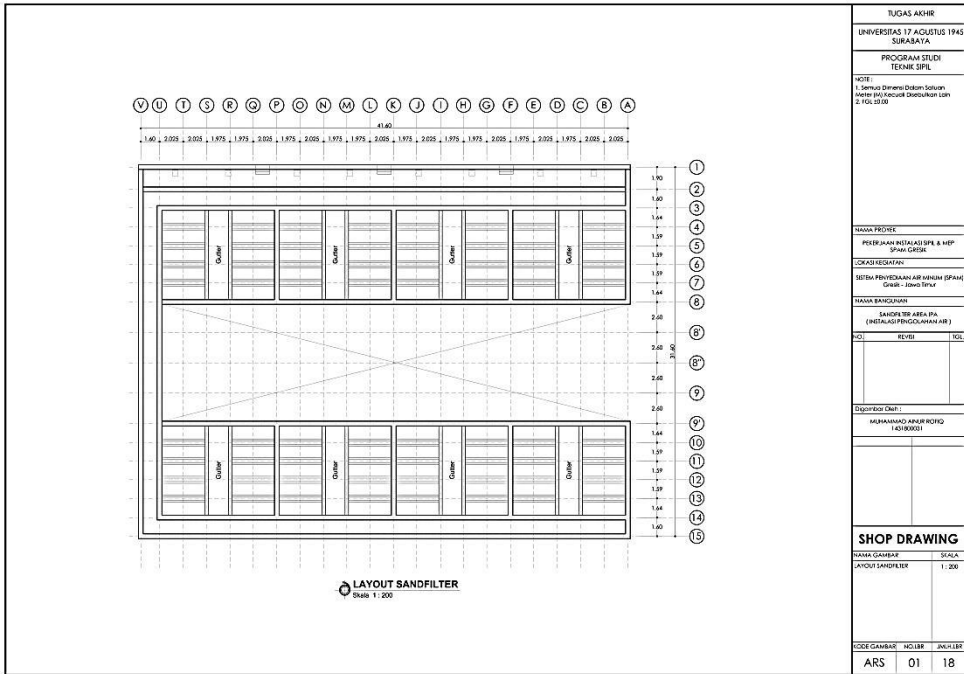 V U T S R Q P O N M L K J I H G F E D C B A
41.60
1.60 2.025 2.025 1.975 1.975 2.025 2.025 1.975 1.975 2.025 2.025 2.025 2.025 1.975 1.975 2.025 2.025 1.975 1.975 2.025 2.025
1
1.90
2
1.60
3
1.64
4
1.59
5
1.59
6
1.59
7
1.64
8
2.60
8'
2.60
31.60
8"
2.60
9
2.60
9'
1.64
10
1.59
11
1.59
12
1.59
13
1.64
14
1.60
15
Gutter Gutter Gutter Gutter
Gutter Gutter Gutter Gutter
LAYOUT SANDFILTER
Skala 1 : 200
TUGAS AKHIR
UNIVERSITAS 17 AGUSTUS 1945
SURABAYA
PROGRAM STUDI
TEKNIK SIPIL
NOTE :
1. Semua Dimensi Dalam Satuan
Meter (M) Kecuali Disebutkan Lain
2. FGL ±0.00
NAMA PROYEK
PEKERJAAN INSTALASI SIPIL & MEP
SPAM GRESIK
LOKASI KEGIATAN
SISTEM PENYEDIAAN AIR MINUM (SPAM)
Gresik - Jawa Timur
NAMA BANGUNAN
SANDFILTER AREA IPA
( INSTALASI PENGOLAHAN AIR )
NO. REVISI TGL.
Digambar Oleh :
MUHAMMAD AINUR ROFIQ
1431800031
SHOP DRAWING
NAMA GAMBAR SKALA
LAYOUT SANDFILTER 1 : 200
KODE GAMBAR NO.LBR JMLH.LBR
ARS 01 18